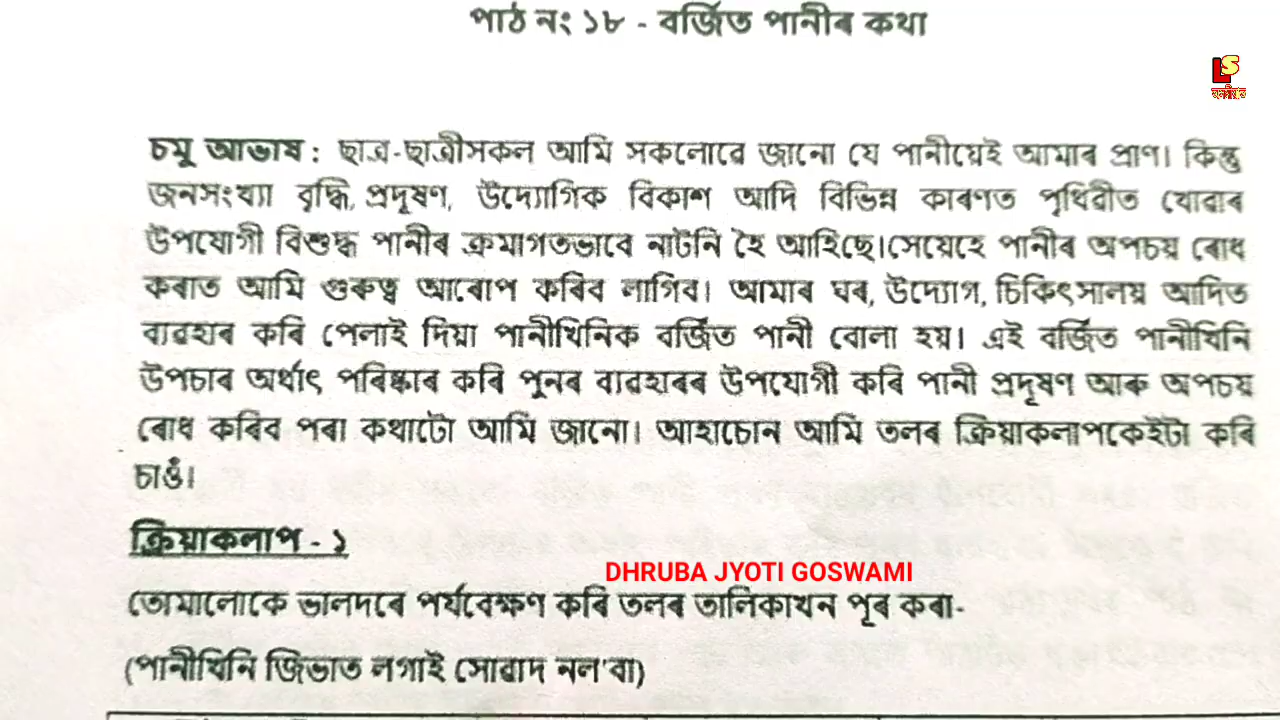 পাঠ নং ১৮ - বৰ্জিত পানীৰ কথা
LS
চমু আভাষ : ছাত্ৰ-ছাত্ৰীসকল আমি সকলোৱে জানো যে পানীয়েই আমাৰ প্ৰাণ। কিন্তু
জনসংখ্যা বৃদ্ধি, প্ৰদূষণ, উদ্যোগিক বিকাশ আদি বিভিন্ন কাৰণত পৃথিৱীত খোৱাৰ
উপযোগী বিশুদ্ধ পানীৰ ক্ৰমাগতভাবে নাটনি হৈ আহিছে।সেয়েহে পানীৰ অপচয় ৰোধ
কৰাত আমি গুৰুত্ব আৰোপ কৰিব লাগিব। আমাৰ ঘৰ, উদ্যোগ, চিকিৎসালয় আদিত
ব্যৱহাৰ কৰি পেলাই দিয়া পানীখিনিক বৰ্জিত পানী বোলা হয়। এই বৰ্জিত পানীখিনি
উপচাৰ অৰ্থাৎ পৰিষ্কাৰ কৰি পুনৰ ব্যৱহাৰৰ উপযোগী কৰি পানী প্ৰদূষণ আৰু অপচয়
ৰোধ কৰিব পৰা কথাটো আমি জানো। আহাচোন আমি তলৰ ক্ৰিয়াকলাপকেইটা কৰি
চাওঁ।
ক্ৰিয়াকলাপ - ১
DHRUBA JYOTI GOSWAMI
তোমালোকে ভালদৰে পৰ্যবেক্ষণ কৰি তলৰ তালিকাখন পূৰ কৰা-
(পানীখিনি জিভাত লগাই সোৱাদ নল'বা)